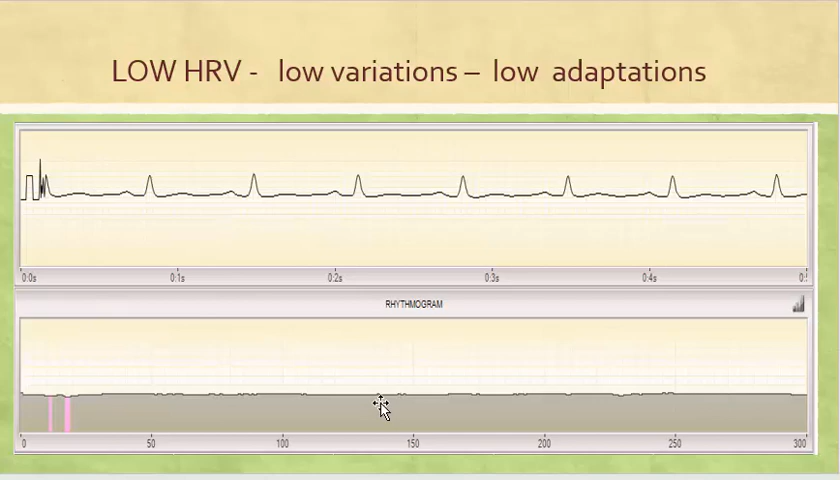 LOW HRV - low variations – low adaptations
0:0s 0:1s 0:2s 0:3s 0:4s
RHYTHMOGRAM
0 50 100 150 200 250 300